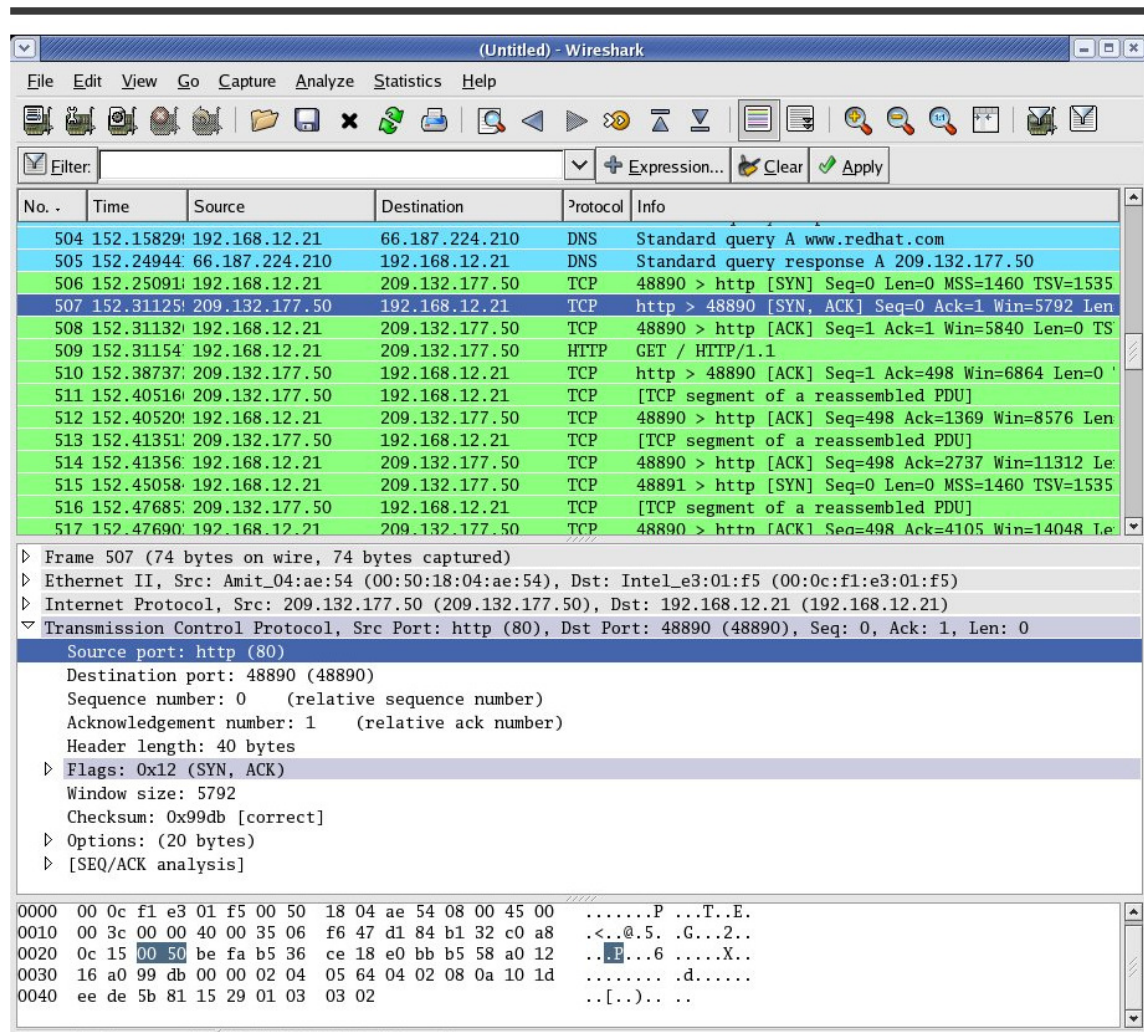 (Untitled) - Wireshark
File Edit View Go Capture Analyze Statistics Help
Filter: Expression... Clear Apply
No. - Time Source Destination Protocol Info
504 152.15829 192.168.12.21 66.187.224.210 DNS Standard query A www.redhat.com
505 152.24944 66.187.224.210 192.168.12.21 DNS Standard query response A 209.132.177.50
506 152.25091 192.168.12.21 209.132.177.50 TCP 48890 > http [SYN] Seq=0 Len=0 MSS=1460 TSV=1535
507 152.31125 209.132.177.50 192.168.12.21 TCP http > 48890 [SYN, ACK] Seq=0 Ack=1 Win=5792 Len
508 152.31132 192.168.12.21 209.132.177.50 TCP 48890 > http [ACK] Seq=1 Ack=1 Win=5840 Len=0 TS
509 152.31154 192.168.12.21 209.132.177.50 HTTP GET / HTTP/1.1
510 152.38737 209.132.177.50 192.168.12.21 TCP http > 48890 [ACK] Seq=1 Ack=498 Win=6864 Len=0
511 152.40516 209.132.177.50 192.168.12.21 TCP [TCP segment of a reassembled PDU]
512 152.40520 192.168.12.21 209.132.177.50 TCP 48890 > http [ACK] Seq=498 Ack=1369 Win=8576 Len
513 152.41351 209.132.177.50 192.168.12.21 TCP [TCP segment of a reassembled PDU]
514 152.41356 192.168.12.21 209.132.177.50 TCP 48890 > http [ACK] Seq=498 Ack=2737 Win=11312 Le
515 152.45058 192.168.12.21 209.132.177.50 TCP 48891 > http [SYN] Seq=0 Len=0 MSS=1460 TSV=1535
516 152.47685 209.132.177.50 192.168.12.21 TCP [TCP segment of a reassembled PDU]
517 152.47690 192.168.12.21 209.132.177.50 TCP 48890 > http [ACK] Seq=498 Ack=4105 Win=14048 Le
Frame 507 (74 bytes on wire, 74 bytes captured)
Ethernet II, Src: Amit_04:ae:54 (00:50:18:04:ae:54), Dst: Intel_e3:01:f5 (00:0c:f1:e3:01:f5)
Internet Protocol, Src: 209.132.177.50 (209.132.177.50), Dst: 192.168.12.21 (192.168.12.21)
Transmission Control Protocol, Src Port: http (80), Dst Port: 48890 (48890), Seq: 0, Ack: 1, Len: 0
Source port: http (80)
Destination port: 48890 (48890)
Sequence number: 0 (relative sequence number)
Acknowledgement number: 1 (relative ack number)
Header length: 40 bytes
Flags: 0x12 (SYN, ACK)
Window size: 5792
Checksum: 0x99db [correct]
Options: (20 bytes)
[SEQ/ACK analysis]
0000 00 0c f1 e3 01 f5 00 50 18 04 ae 54 08 00 45 00 .......P ...T..E.
0010 00 3c 00 00 40 00 35 06 f6 47 d1 84 b1 32 c0 a8 .<..@.5. .G...2..
0020 0c 15 00 50 be fa b5 36 ce 18 e0 bb b5 58 a0 12 ...P...6 .....X..
0030 16 a0 99 db 00 00 02 04 05 64 04 02 08 0a 10 1d ........ .d......
0040 ee de 5b 81 15 29 01 03 03 02 ..[..).. ..